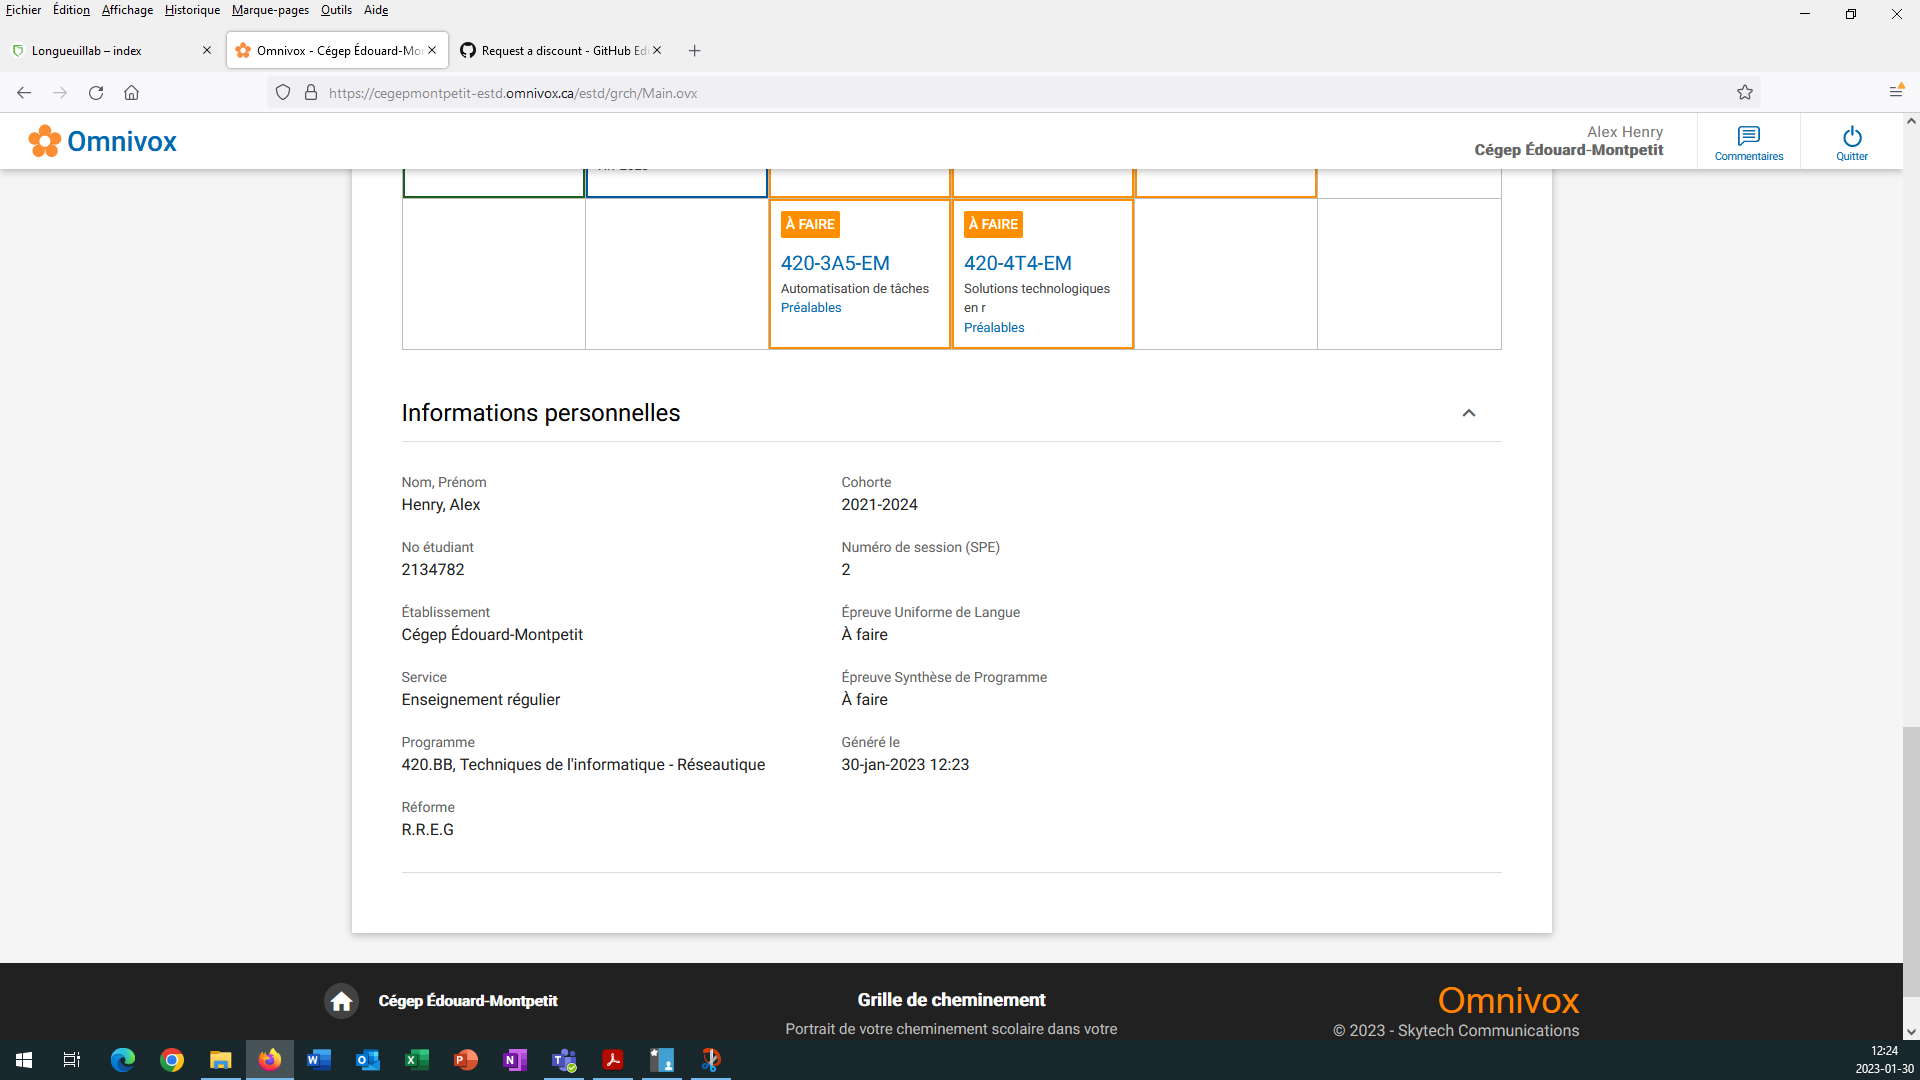 Fichier Édition Affichage Historique Marque-pages Outils Aide
Longueuillab – index
Omnivox - Cégep Édouard-Mo
Request a discount - GitHub Ed
https://cegepmontpetit-estd.omnivox.ca/estd/grch/Main.ovx
Omnivox
Alex Henry
Cégep Édouard-Montpetit
Commentaires
Quitter
À FAIRE
420-3A5-EM
Automatisation de tâches
Préalables
À FAIRE
420-4T4-EM
Solutions technologiques
en r
Préalables
Informations personnelles
Nom, Prénom
Henry, Alex
Cohorte
2021-2024
No étudiant
2134782
Numéro de session (SPE)
2
Établissement
Cégep Édouard-Montpetit
Épreuve Uniforme de Langue
À faire
Service
Enseignement régulier
Épreuve Synthèse de Programme
À faire
Programme
420.BB, Techniques de l'informatique - Réseautique
Généré le
30-jan-2023 12:23
Réforme
R.R.E.G
Cégep Édouard-Montpetit
Grille de cheminement
Portrait de votre cheminement scolaire dans votre
Omnivox
© 2023 - Skytech Communications
12:24
2023-01-30